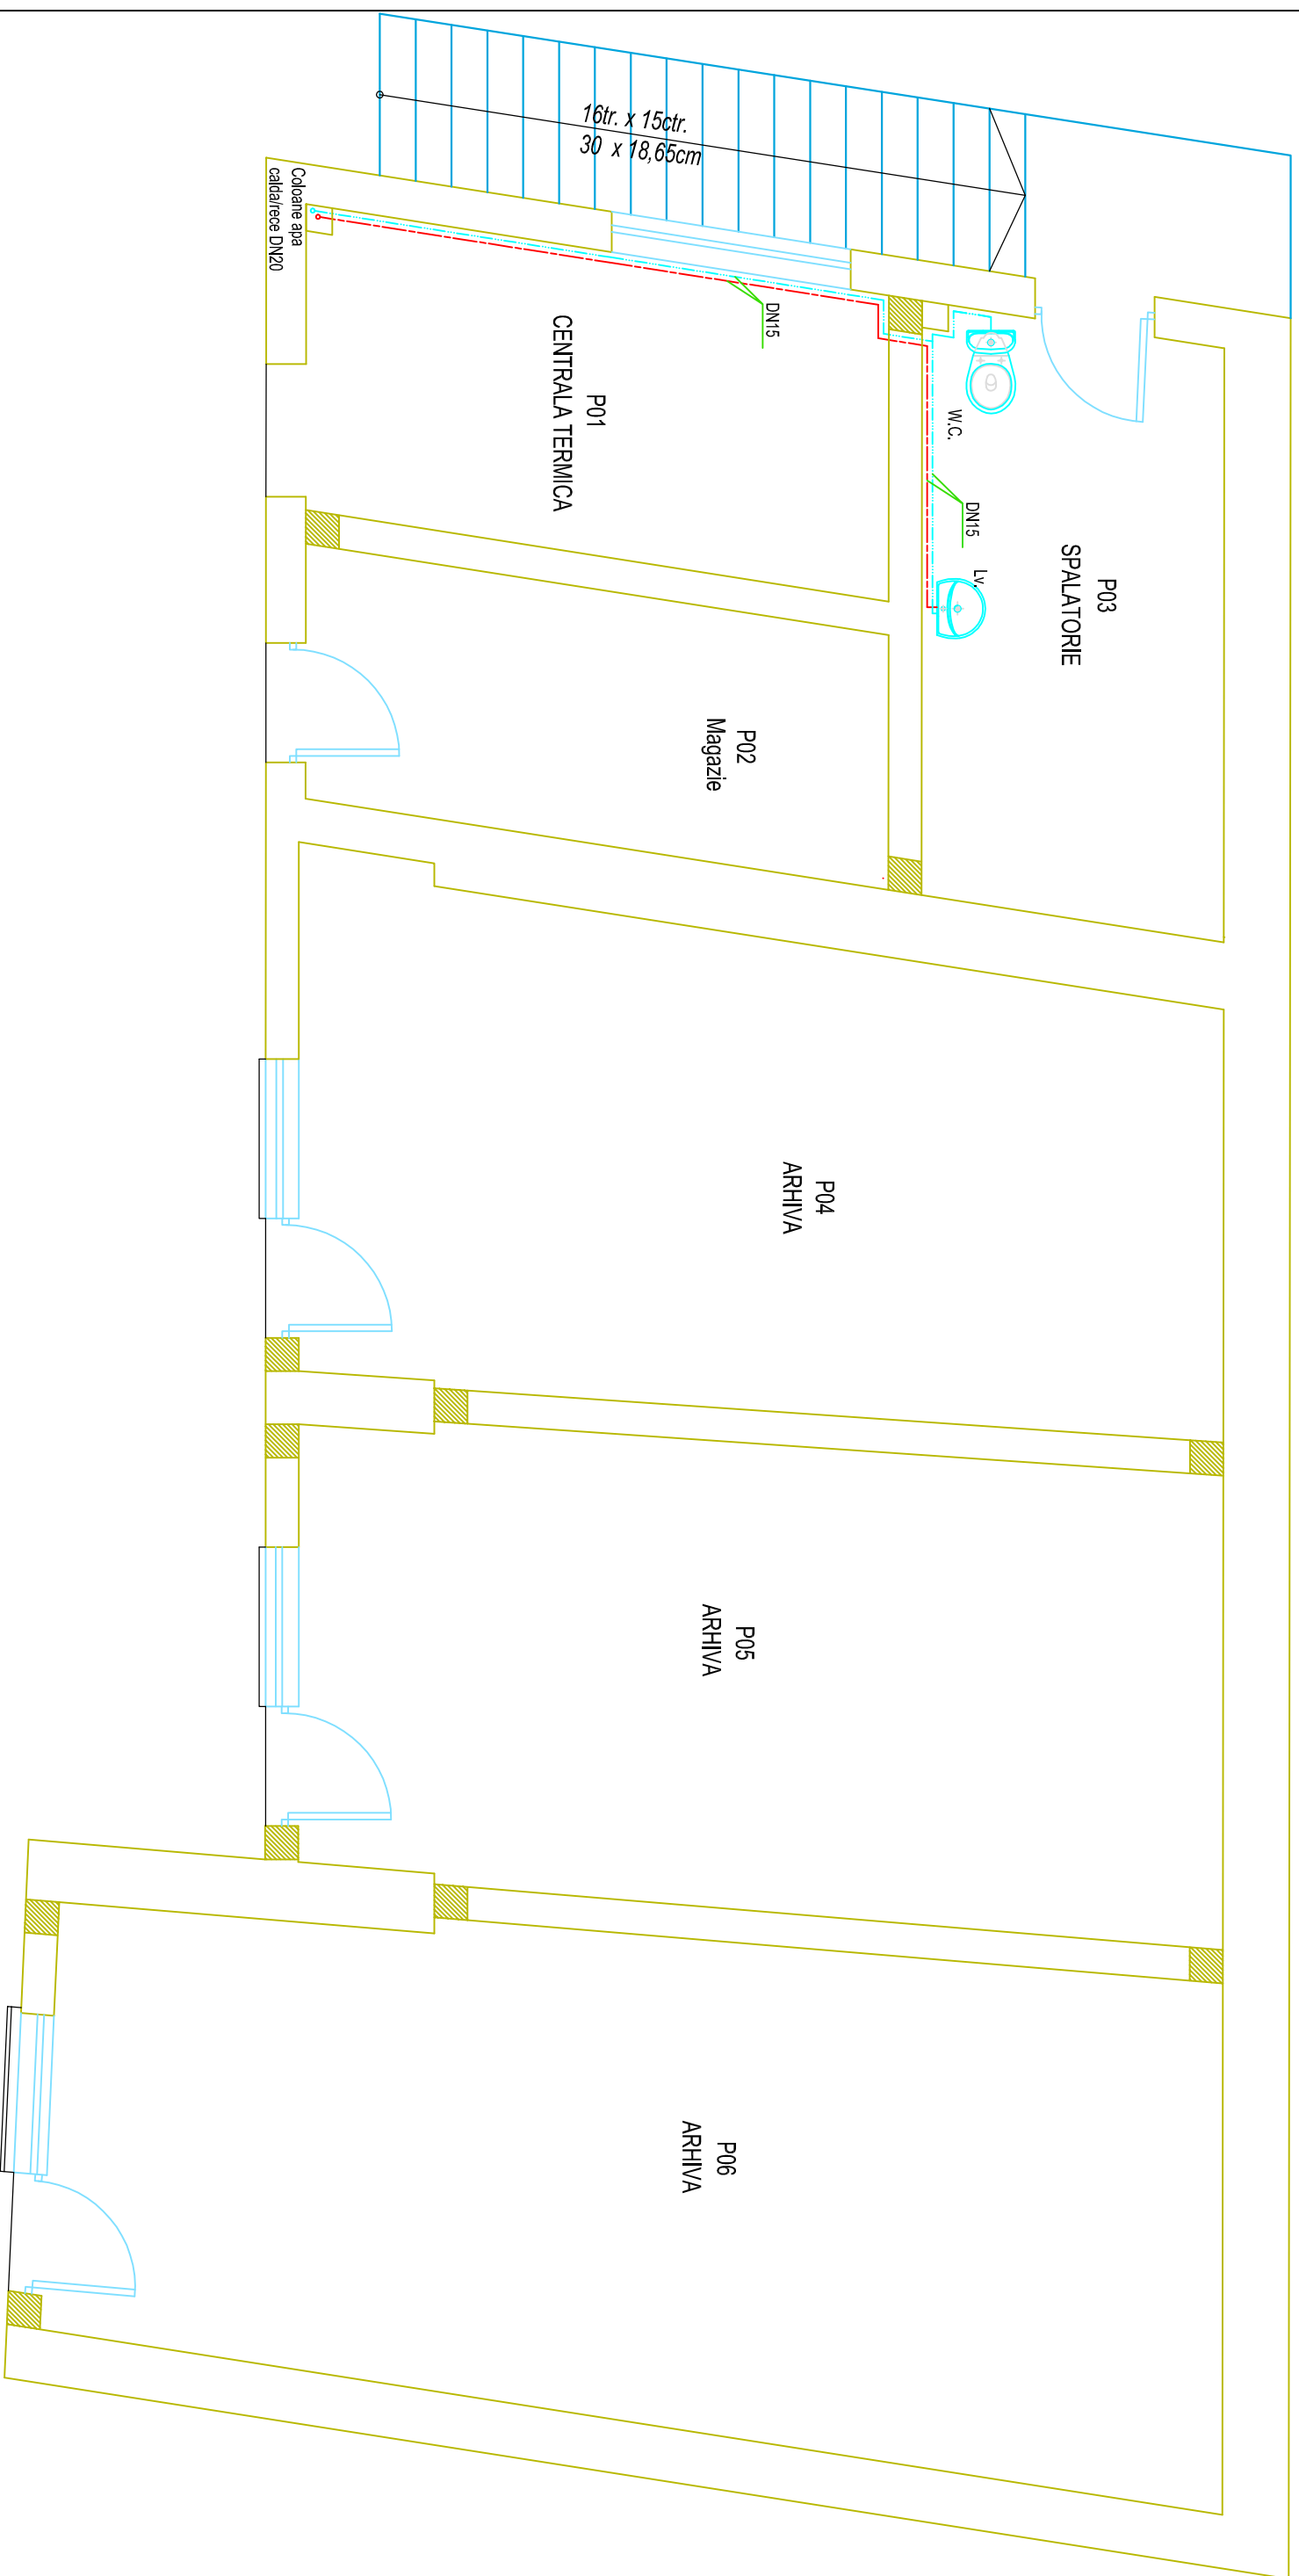 16tr. x 15ctr.
30 x 18,65cm
Coloane apa
calda/rece DN20
DN15
P01
CENTRALA TERMICA
W.C.
DN15
Lv.
P03
SPALATORIE
P02
Magazie
P04
ARHIVA
P05
ARHIVA
P06
ARHIVA